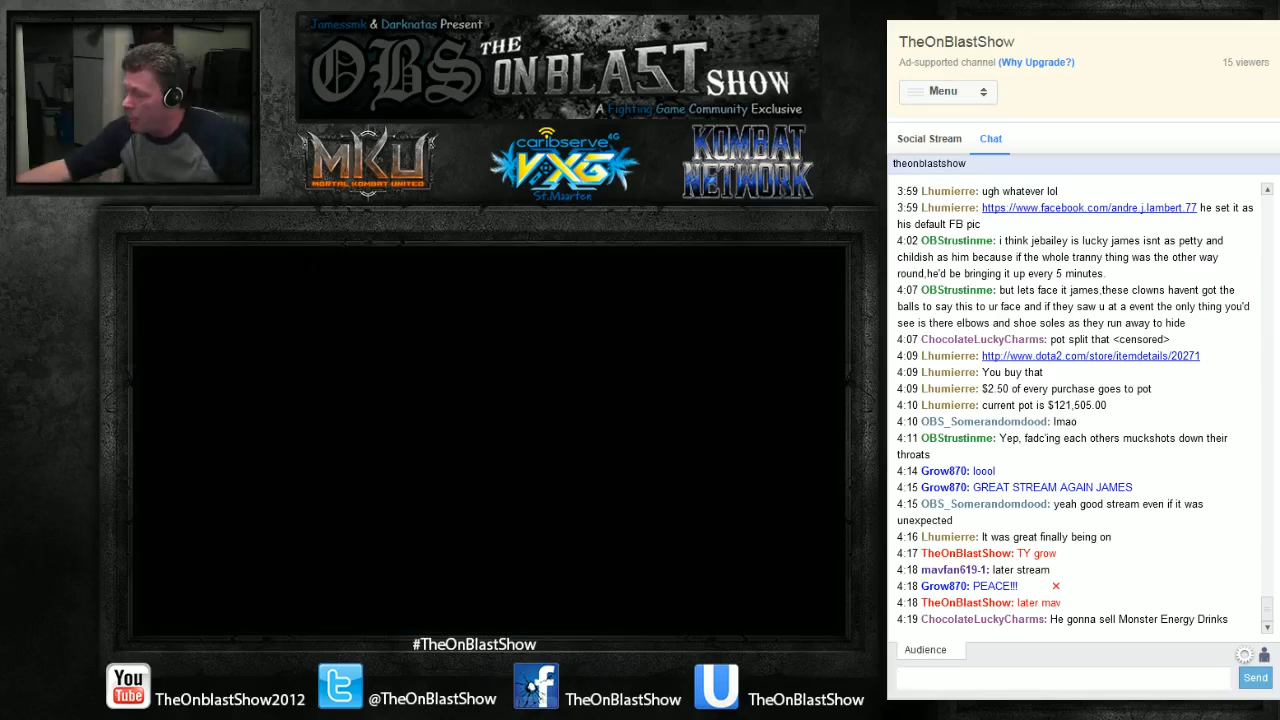 Jamessmk & Darknatas Present
OBS THE ON BLAST SHOW
A Fighting Game Community Exclusive
MKU
MORTAL KOMBAT UNITED
caribserve 4G
VXG
St.Maarten
KOMBAT
NETWORK
#TheOnBlastShow
You
Tube
TheOnblastShow2012
@TheOnBlastShow
TheOnBlastShow
TheOnBlastShow
TheOnBlastShow
Ad-supported channel (Why Upgrade?)
15 viewers
Menu
Social Stream
Chat
theonblastshow
3:59 Lhumierre: ugh whatever lol
3:59 Lhumierre: https://www.facebook.com/andre.j.lambert.77 he set it as
his default FB pic
4:02 OBStrustinme: i think jebailey is lucky james isnt as petty and
childish as him because if the whole tranny thing was the other way
round,he'd be bringing it up every 5 minutes.
4:07 OBStrustinme: but lets face it james,these clowns havent got the
balls to say this to ur face and if they saw u at a event the only thing you'd
see is there elbows and shoe soles as they run away to hide
4:07 ChocolateLuckyCharms: pot split that <censored>
4:09 Lhumierre: http://www.dota2.com/store/itemdetails/20271
4:09 Lhumierre: You buy that
4:09 Lhumierre: $2.50 of every purchase goes to pot
4:10 Lhumierre: current pot is $121,505.00
4:10 OBS_Somerandomdood: lmao
4:11 OBStrustinme: Yep, fadc'ing each others muckshots down their
throats
4:14 Grow870: loool
4:15 Grow870: GREAT STREAM AGAIN JAMES
4:15 OBS_Somerandomdood: yeah good stream even if it was
unexpected
4:16 Lhumierre: It was great finally being on
4:17 TheOnBlastShow: TY grow
4:18 mavfan619-1: later stream
4:18 Grow870: PEACE!!!
4:18 TheOnBlastShow: later mav
4:19 ChocolateLuckyCharms: He gonna sell Monster Energy Drinks
Audience
Send